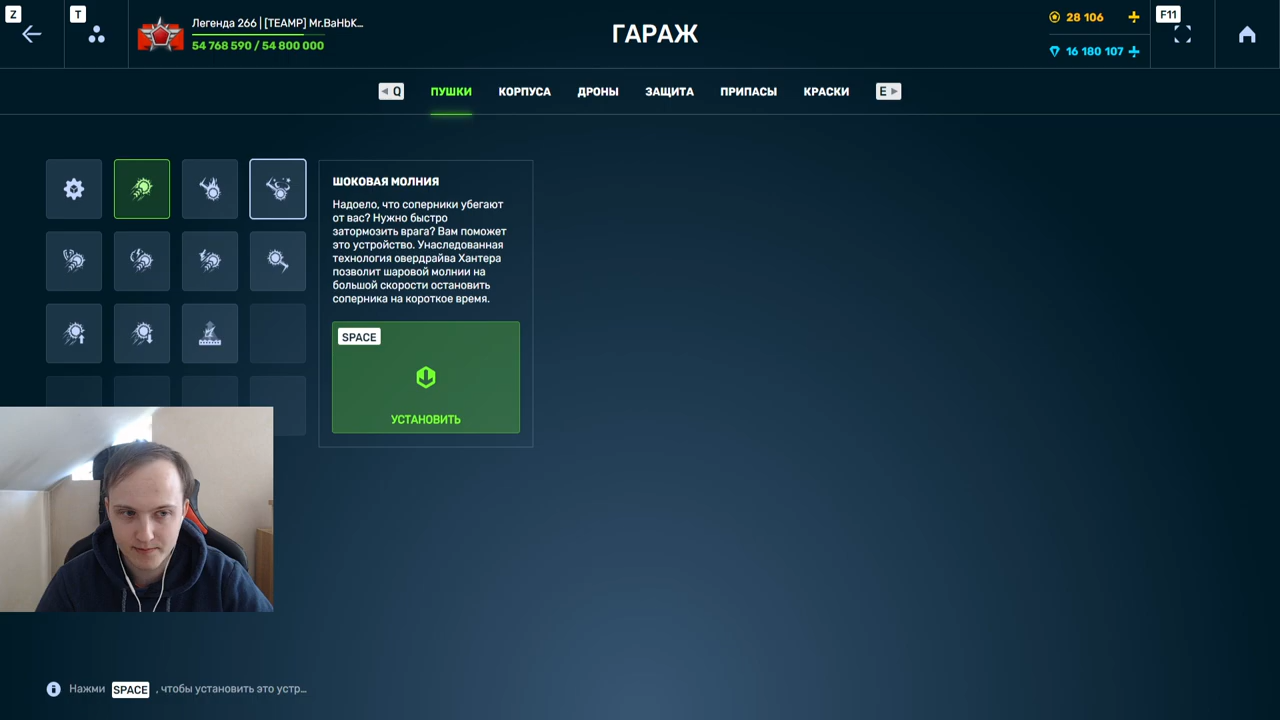 Z
T
Легенда 266 | [TEAMP] Mr.BaHbK...
54 768 590 / 54 800 000
ГАРАЖ
28 106
16 180 107
F11
Q
ПУШКИ
КОРПУСА
ДРОНЫ
ЗАЩИТА
ПРИПАСЫ
КРАСКИ
E
ШОКОВАЯ МОЛНИЯ
Надоело, что соперники убегают
от вас? Нужно быстро
затормозить врага? Вам поможет
это устройство. Унаследованная
технология овердрайва Хантера
позволит шаровой молнии на
большой скорости остановить
соперника на короткое время.
SPACE
УСТАНОВИТЬ
Нажми SPACE , чтобы установить это устр...